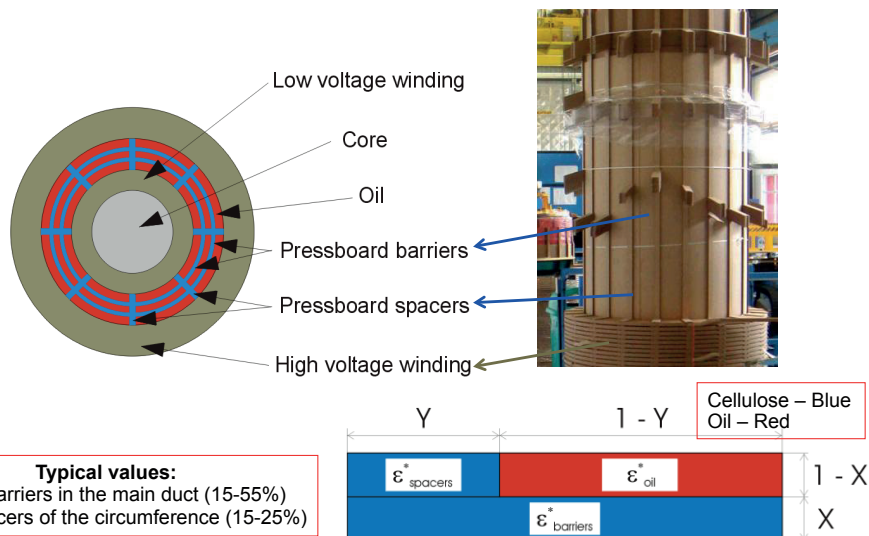 Low voltage winding
Core
Oil
Pressboard barriers
Pressboard spacers
High voltage winding
Cellulose – Blue
Oil – Red
Y
1 - Y
Typical values:
arriers in the main duct (15-55%)
cers of the circumference (15-25%)
ε*spacers
ε*oil
1 - X
ε*barriers
X